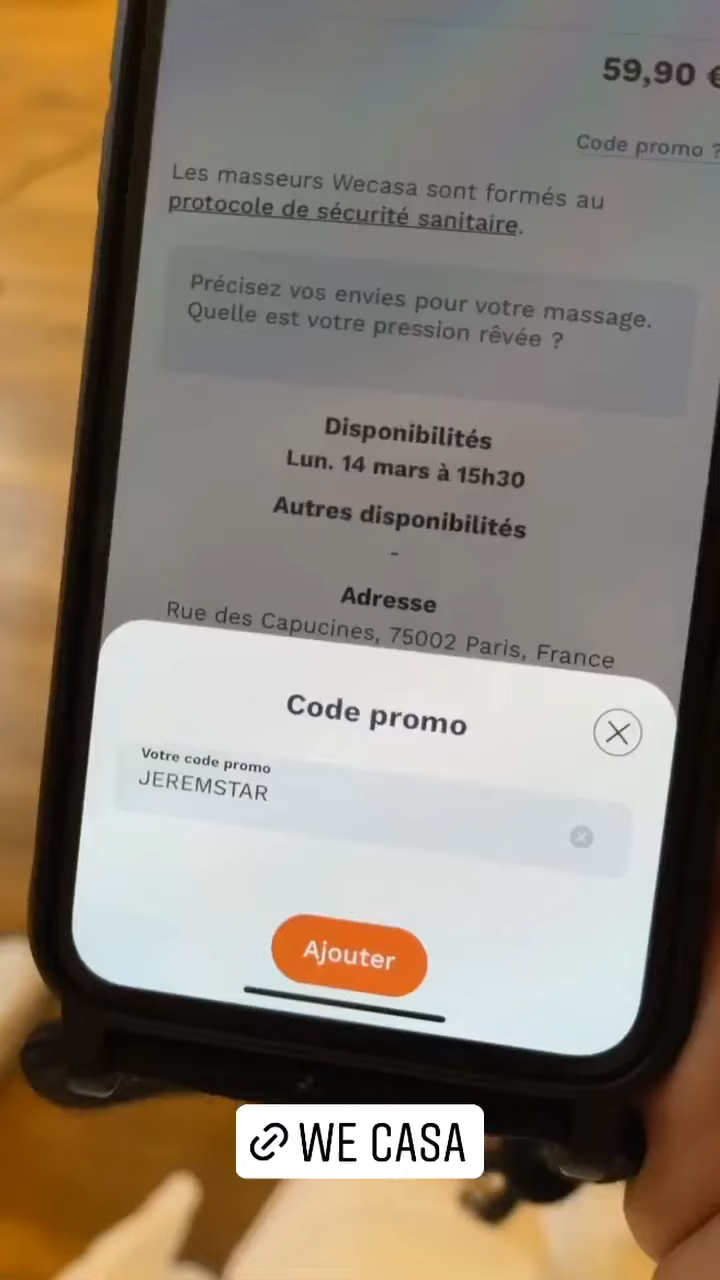 59,90 €
Code promo ?
Les masseurs Wecasa sont formés au
protocole de sécurité sanitaire.
Précisez vos envies pour votre massage.
Quelle est votre pression rêvée ?
Disponibilités
Lun. 14 mars à 15h30
Autres disponibilités
-
Adresse
Rue des Capucines, 75002 Paris, France
Code promo
Votre code promo
JEREMSTAR
Ajouter
WE CASA